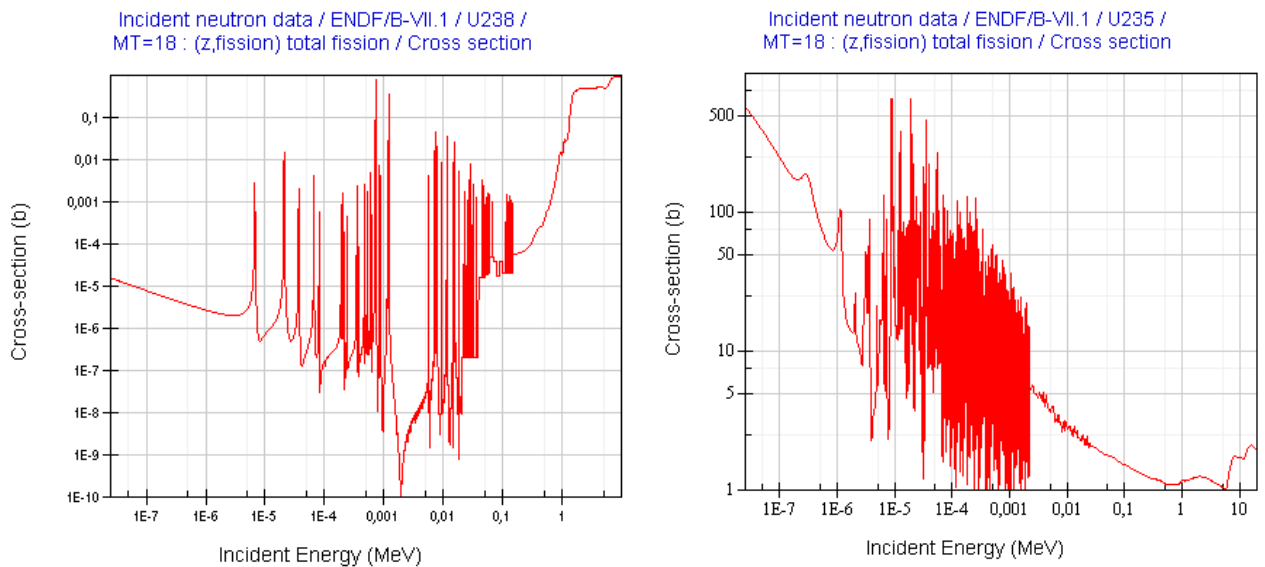 Incident neutron data / ENDF/B-VII.1 / U238 /
MT=18 : (z,fission) total fission / Cross section
Cross-section (b)
0,1
0,01
0,001
1E-4
1E-5
1E-6
1E-7
1E-8
1E-9
1E-10
1E-7
1E-6
1E-5
1E-4
0,001
0,01
0,1
1
Incident Energy (MeV)
Incident neutron data / ENDF/B-VII.1 / U235 /
MT=18 : (z,fission) total fission / Cross section
Cross-section (b)
500
100
50
10
5
1
1E-7
1E-6
1E-5
1E-4
0,001
0,01
0,1
1
10
Incident Energy (MeV)